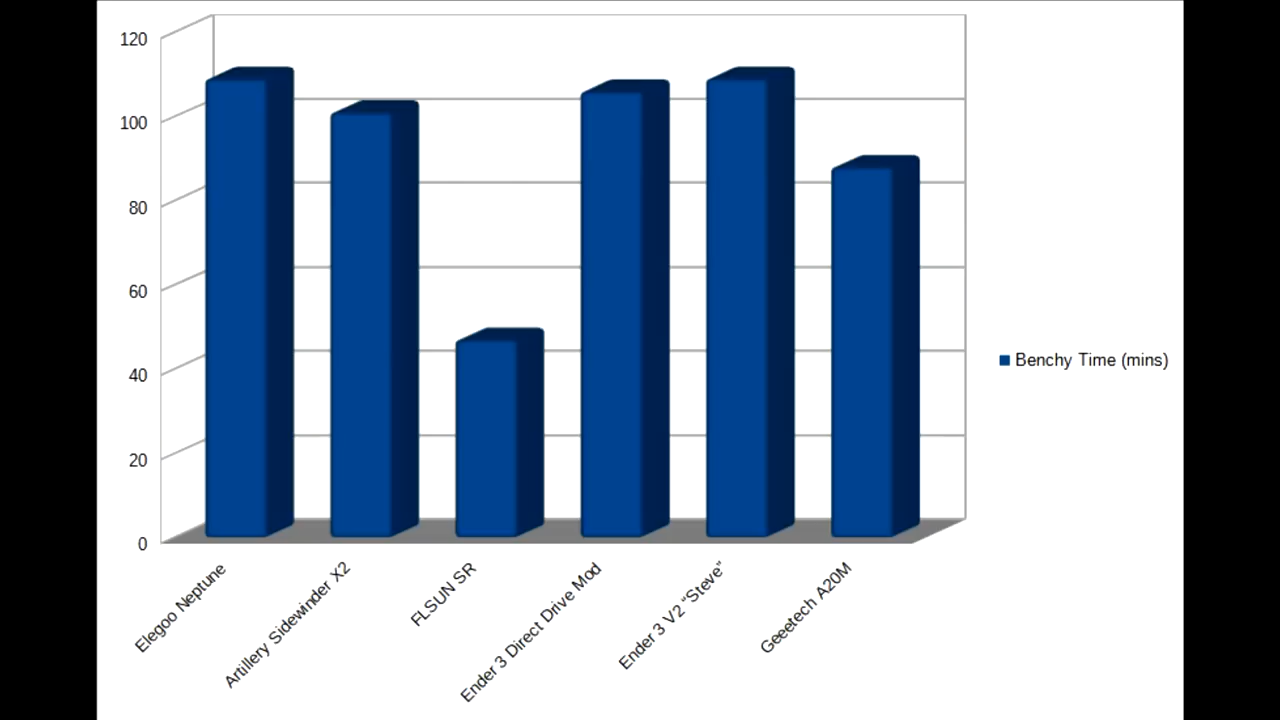 120
100
80
60
40
20
0
Elegoo Neptune
Artillery Sidewinder X2
FLSUN SR
Ender 3 Direct Drive Mod
Ender 3 V2 "Steve"
Geeetech A20M
Benchy Time (mins)